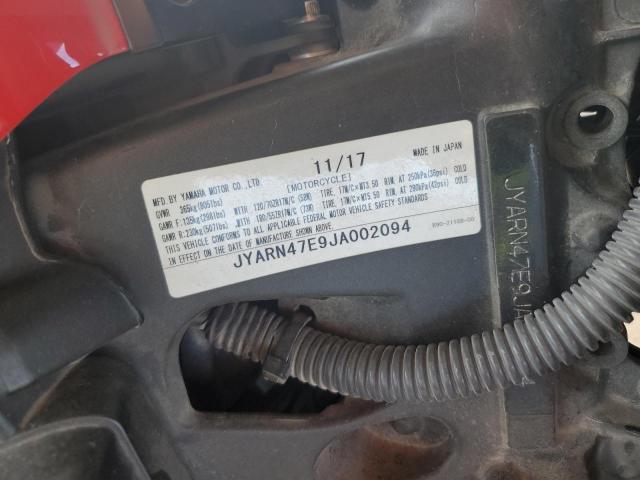 11/17
MADE IN JAPAN
MFD. BY YAMAHA MOTOR CO., LTD.
[MOTORCYCLE]
GVWR 365kg(805lbs)
GAWR F:135kg(298lbs)WITH 120/70ZR17M/C (58W) TIRE, 17M/C×MT3.50 RIM, AT 250kPa(36psi) COLD
GAWR R:230kg(507lbs)WITH 180/55ZR17M/C (73W) TIRE, 17M/C×MT5.50 RIM, AT 290kPa(42psi) COLD
THIS VEHICLE CONFORMS TO ALL APPLICABLE FEDERAL MOTOR VEHICLE SAFETY STANDARDS
IN EFFECT ON THE DATE OF MANUFACTURE SHOWN ABOVE.
JYARN47E9JA002094
JYARN47E9JA